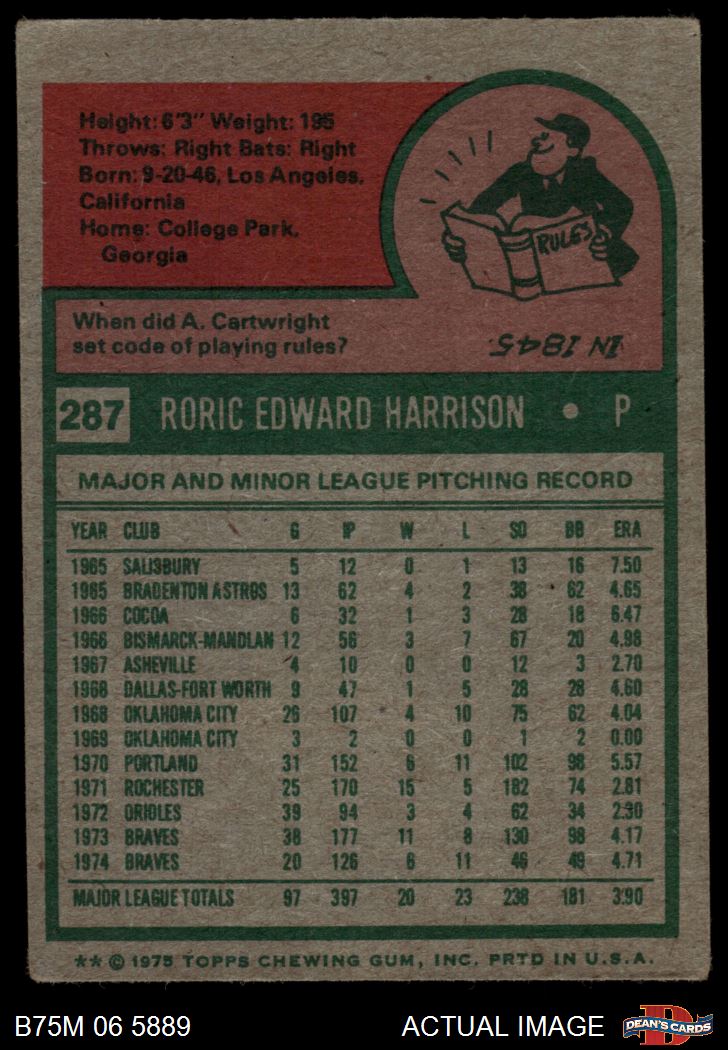 Height: 6'3" Weight: 195
Throws: Right Bats: Right
Born: 9-20-46, Los Angeles,
California
Home: College Park,
Georgia
RULES
When did A. Cartwright
set code of playing rules?
IN 1845.
287 RORIC EDWARD HARRISON • P
MAJOR AND MINOR LEAGUE PITCHING RECORD
YEAR CLUB G IP W L SO BB ERA
1965 SALISBURY 5 12 0 1 13 16 7.50
1965 BRADENTON ASTROS 13 62 4 2 38 62 4.65
1966 COCOA 6 32 1 3 28 18 6.47
1966 BISMARCK-MANDLAN 12 56 3 7 67 20 4.98
1967 ASHEVILLE 4 10 0 0 12 3 2.70
1968 DALLAS-FORT WORTH 9 47 1 5 28 28 4.60
1968 OKLAHOMA CITY 26 107 4 10 75 62 4.04
1969 OKLAHOMA CITY 3 2 0 0 1 2 0.00
1970 PORTLAND 31 152 6 11 102 98 5.57
1971 ROCHESTER 25 170 15 5 182 74 2.81
1972 ORIOLES 39 94 3 4 62 34 2.30
1973 BRAVES 38 177 11 8 130 98 4.17
1974 BRAVES 20 126 6 11 46 49 4.71
MAJOR LEAGUE TOTALS 97 397 20 23 238 181 3.90
** © 1975 TOPPS CHEWING GUM, INC. PRTD IN U.S.A.
B75M 06 5889 ACTUAL IMAGE D DEAN'S CARDS